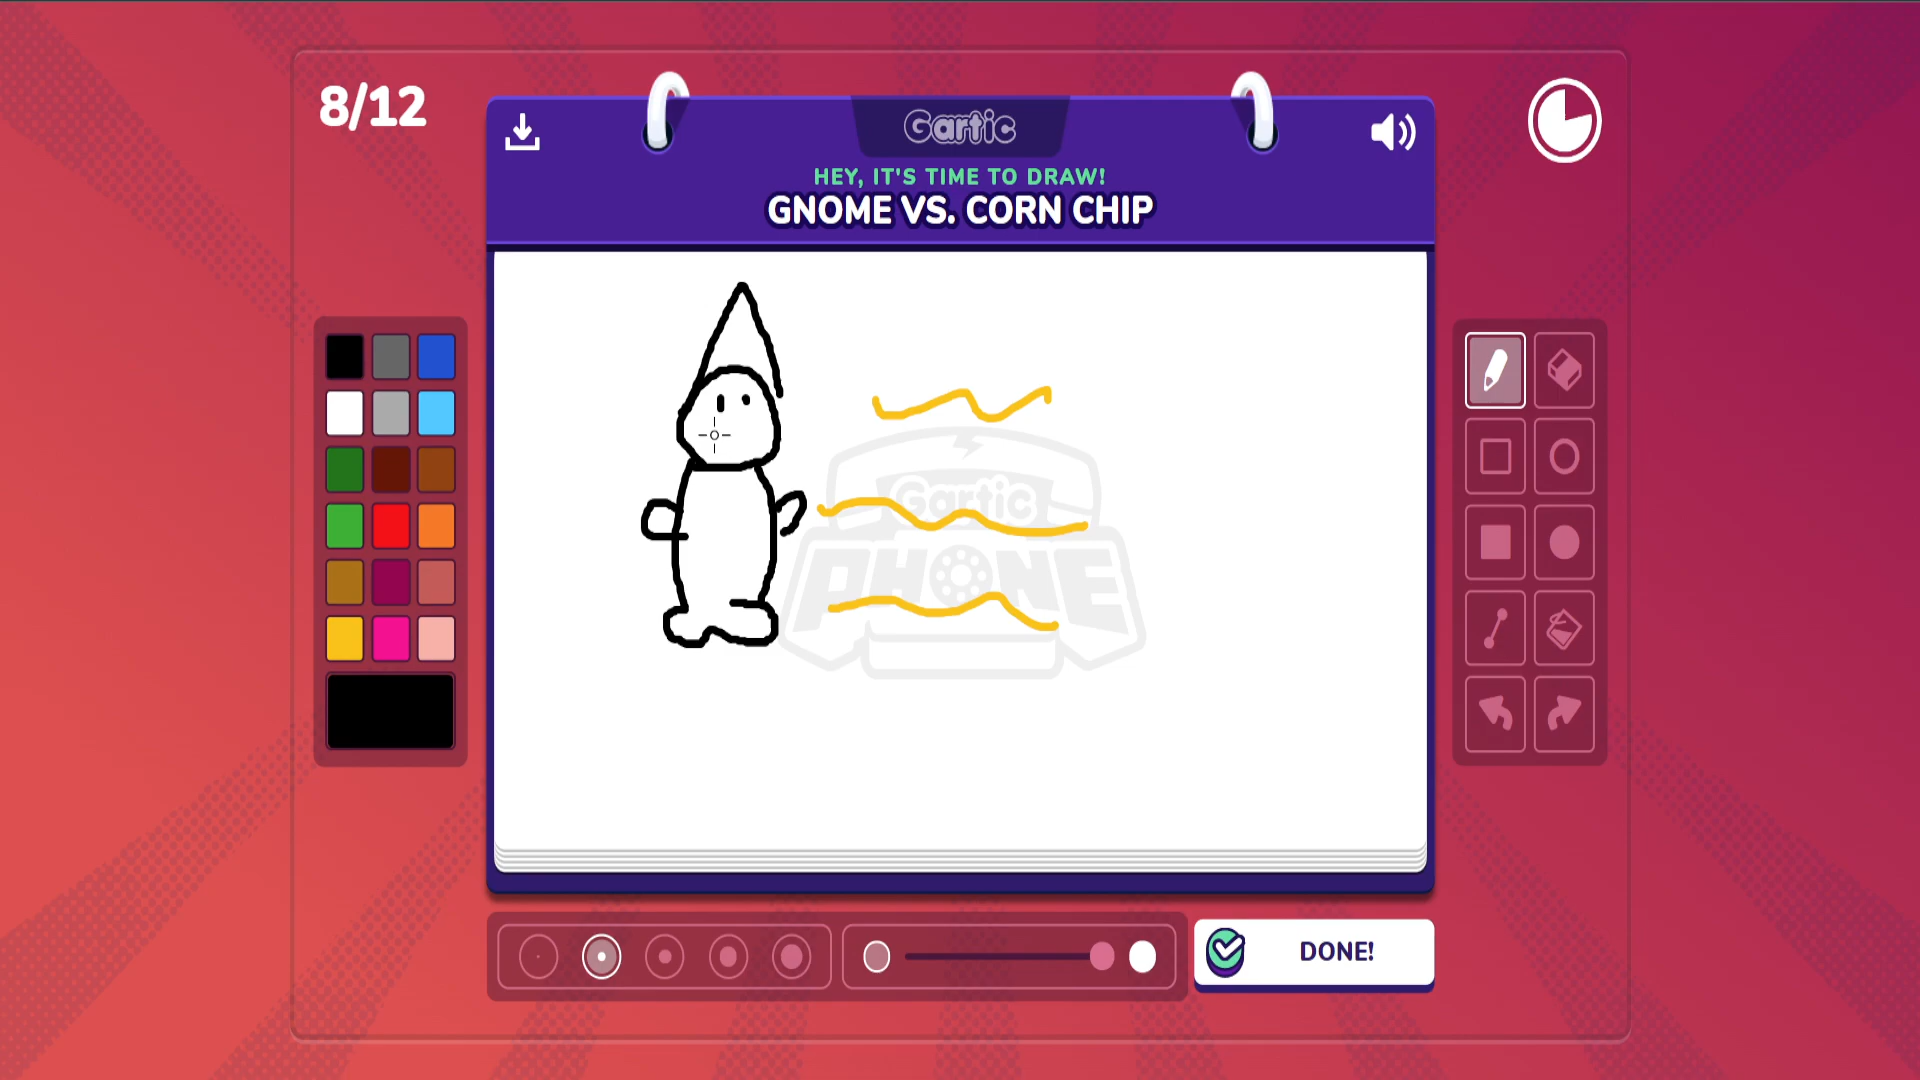 8/12
Gartic
HEY, IT'S TIME TO DRAW!
GNOME VS. CORN CHIP
Gartic
PHONE
DONE!